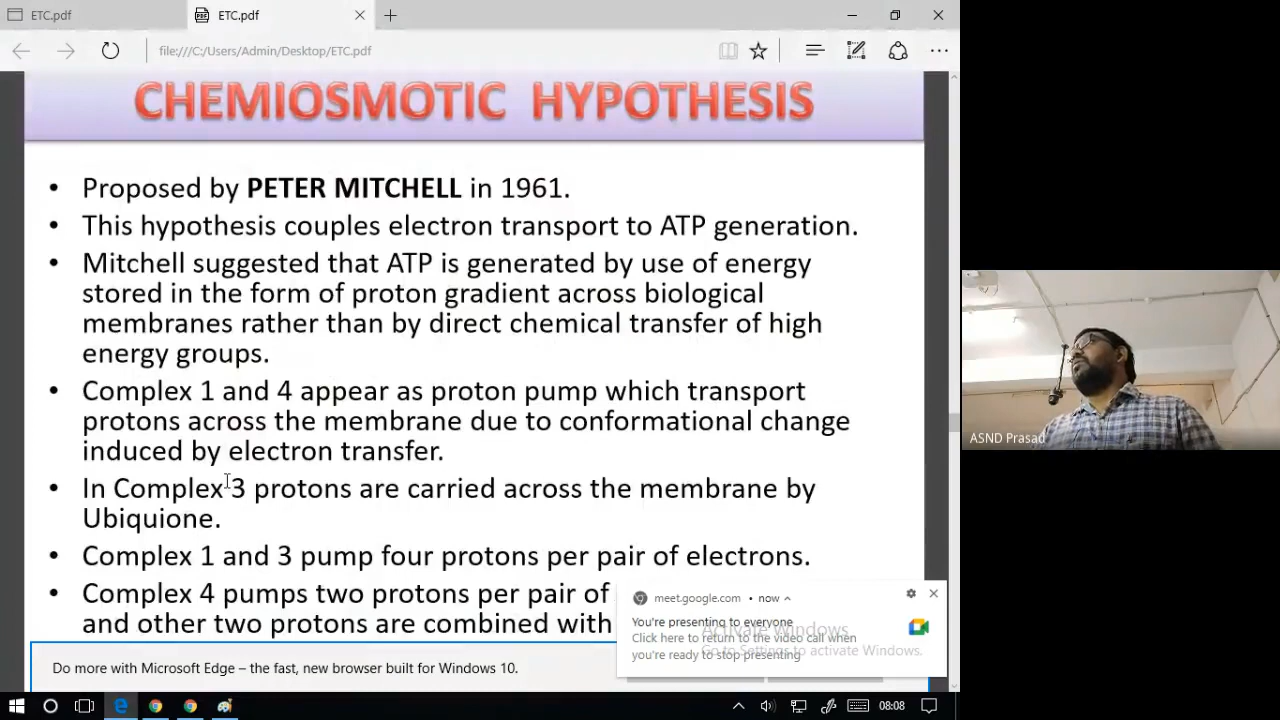 ETC.pdf
ETC.pdf
file:///C:/Users/Admin/Desktop/ETC.pdf
CHEMIOSMOTIC HYPOTHESIS
• Proposed by PETER MITCHELL in 1961.
• This hypothesis couples electron transport to ATP generation.
• Mitchell suggested that ATP is generated by use of energy
stored in the form of proton gradient across biological
membranes rather than by direct chemical transfer of high
energy groups.
• Complex 1 and 4 appear as proton pump which transport
protons across the membrane due to conformational change
induced by electron transfer.
• In Complex 3 protons are carried across the membrane by
Ubiquione.
• Complex 1 and 3 pump four protons per pair of electrons.
• Complex 4 pumps two protons per pair of
and other two protons are combined with
meet.google.com • now
You're presenting to everyone
Click here to return to the video call when
you're ready to stop presenting
Activate Windows
Go to Settings to activate Windows.
Do more with Microsoft Edge – the fast, new browser built for Windows 10.
08:08
ASND Prasad